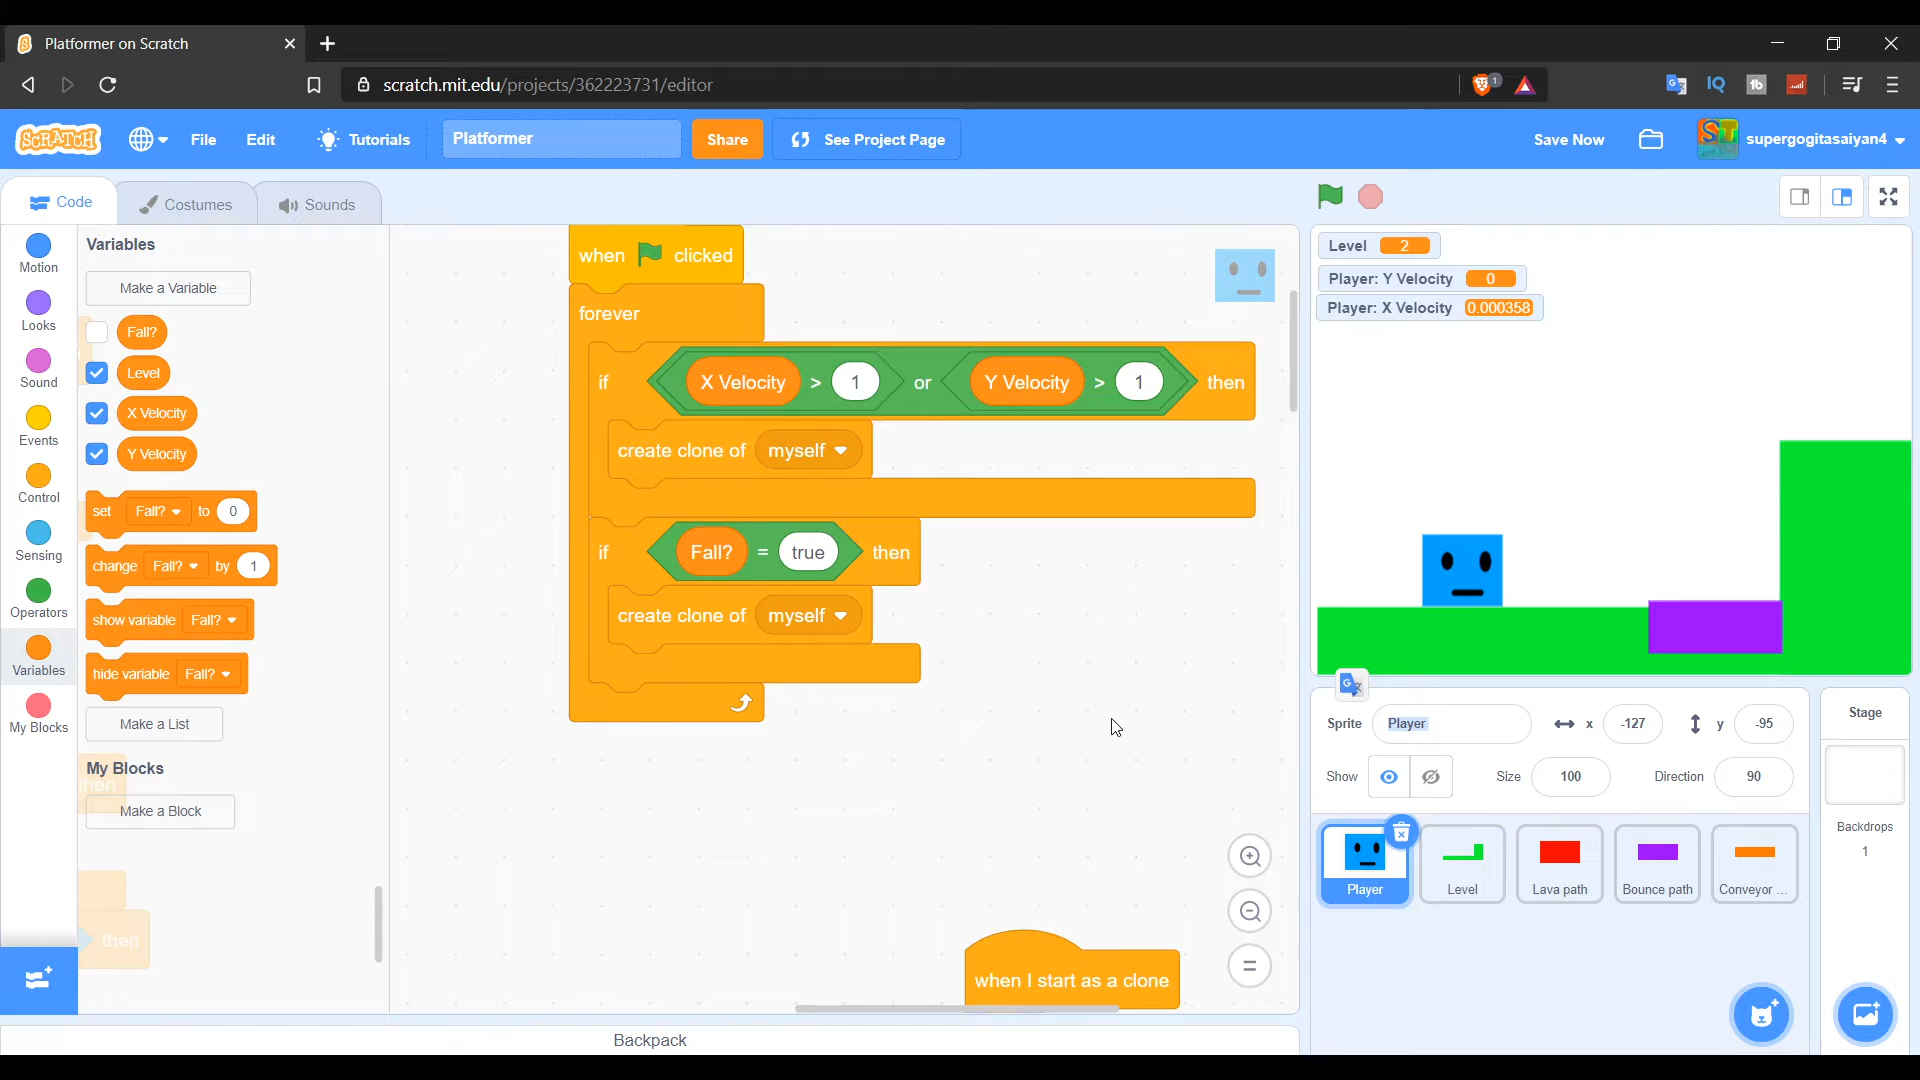 Platformer on Scratch
scratch.mit.edu/projects/362223731/editor
1
tb
SCRATCH
File
Edit
Tutorials
Platformer
Share
See Project Page
Save Now
ST
supergogitasaiyan4
Code
Costumes
Sounds
Motion
Looks
Sound
Events
Control
Sensing
Operators
Variables
My Blocks
Variables
Make a Variable
Fall?
Level
X Velocity
Y Velocity
set Fall? to 0
change Fall? by 1
show variable Fall?
hide variable Fall?
Make a List
My Blocks
then
Make a Block
then
when clicked
forever
if X Velocity > 1 or Y Velocity > 1 then
create clone of myself
if Fall? = true then
create clone of myself
when I start as a clone
Backpack
Level 2
Player: Y Velocity 0
Player: X Velocity 0.000358
Sprite Player x -127 y -95
Show Size 100 Direction 90
Player
Level
Lava path
Bounce path
Conveyor ...
Stage
Backdrops
1